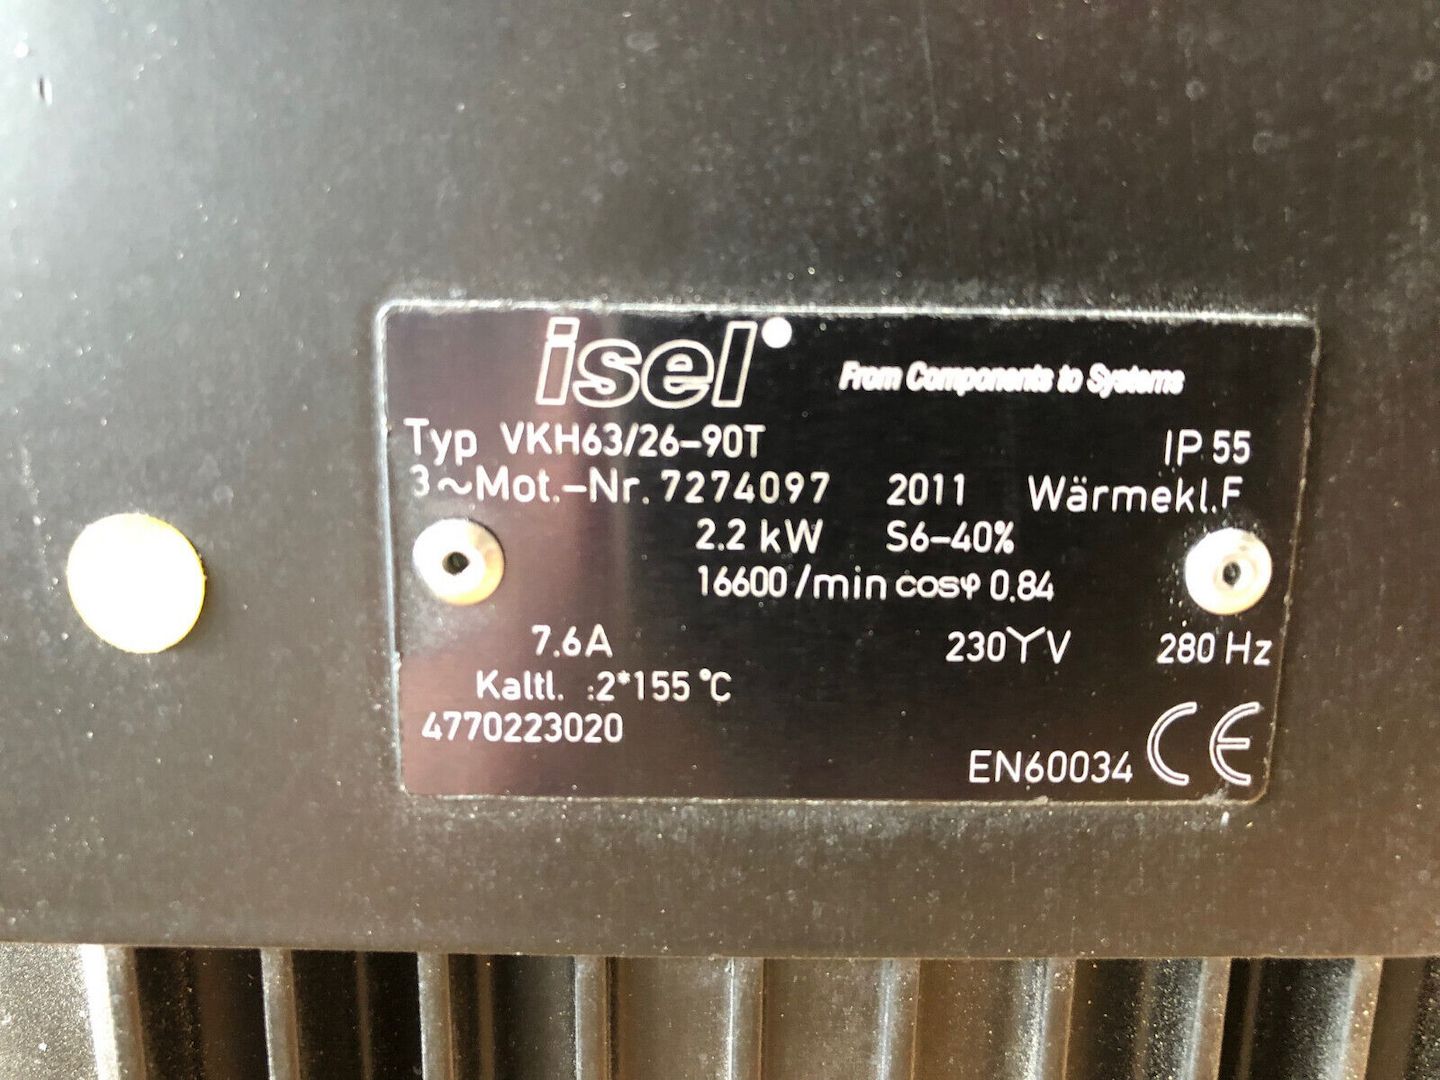 isel
From Components to Systems
Typ VKH63/26-90T IP 55
3~Mot.-Nr. 7274097 2011 Wärmekl.F
2.2 kW S6-40%
16600/min cosφ 0.84
7.6A 230 Y V 280 Hz
Kaltl. :2*155 °C
4770223020
EN60034 CE